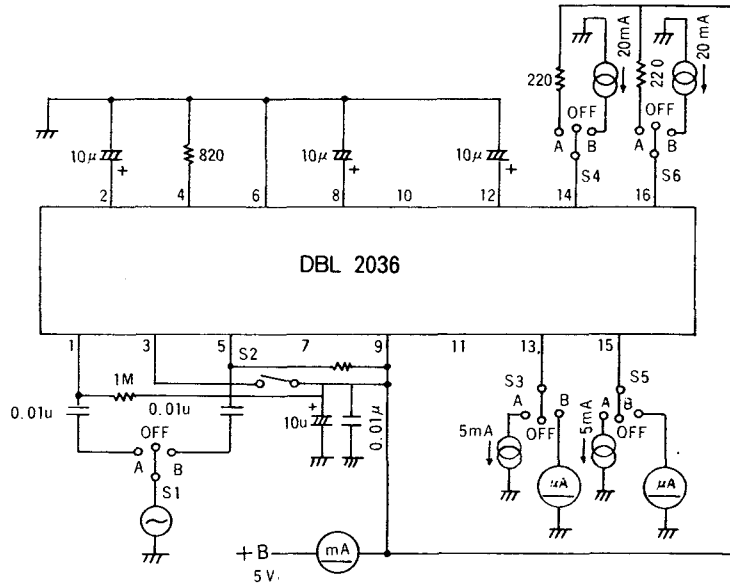 20mA
20mA
220
220
OFF
OFF
A
B
A
B
S4
S6
10μ
+
820
10μ
+
10μ
+
2
4
6
8
10
12
14
16
DBL 2036
1
3
5
7
9
11
13
15
S2
1M
0.01u
0.01u
+
10u
0.01μ
S3
S5
A
B
A
B
OFF
OFF
5mA
5mA
μA
μA
OFF
A
B
S1
+B
5V
mA